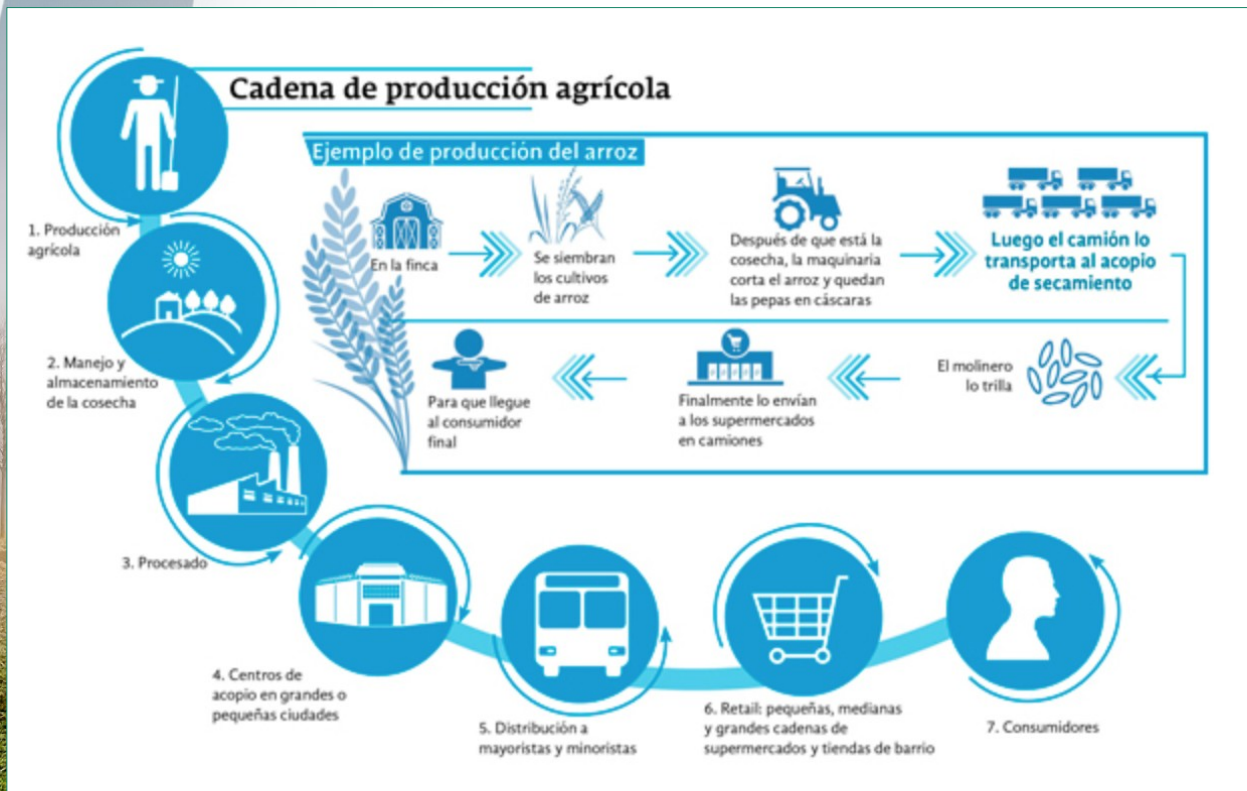 Cadena de producción agrícola
Ejemplo de producción del arroz
En la finca
Se siembran
los cultivos
de arroz
Después de que está la
cosecha, la maquinaria
corta el arroz y quedan
las pepas en cáscaras
Luego el camión lo
transporta al acopio
de secamiento
El molinero
lo trilla
Finalmente lo envían
a los supermercados
en camiones
Para que llegue
al consumidor
final
1. Producción
agrícola
2. Manejo y
almacenamiento
de la cosecha
3. Procesado
4. Centros de
acopio en grandes o
pequeñas ciudades
5. Distribución a
mayoristas y minoristas
6. Retail: pequeñas, medianas
y grandes cadenas de
supermercados y tiendas de barrio
7. Consumidores